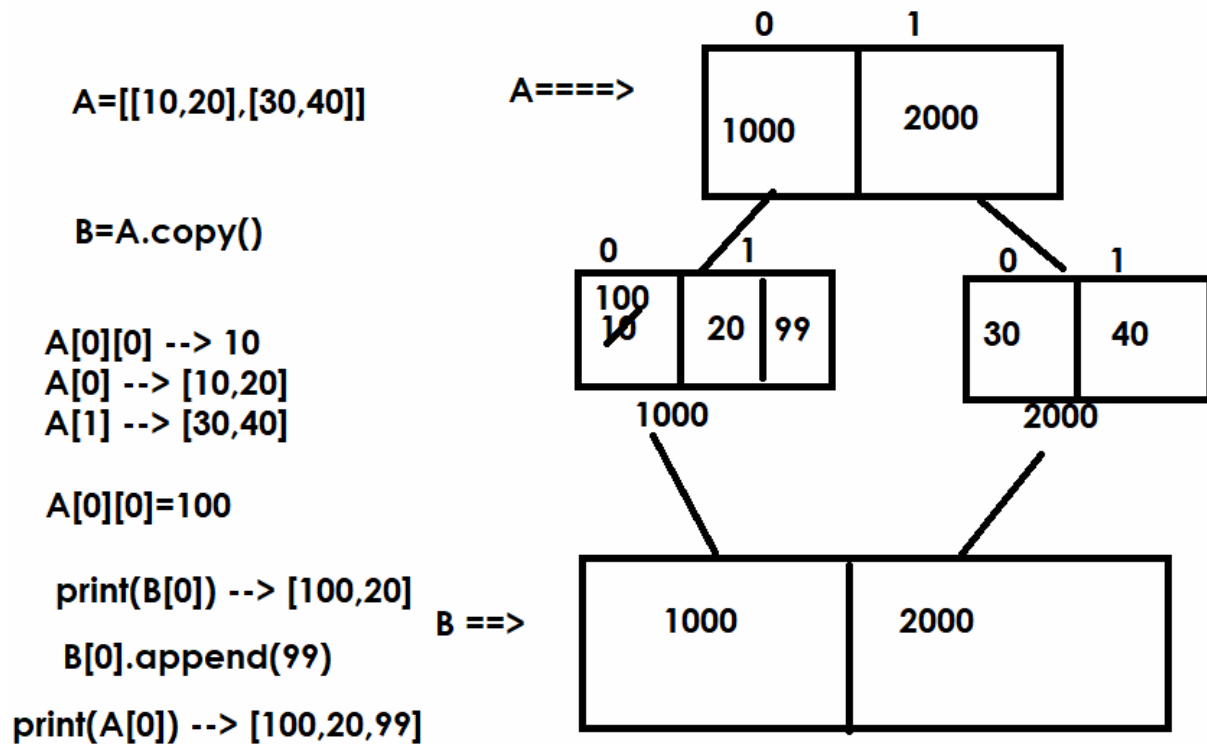 0 1
A=[[10,20],[30,40]]
A====>
1000 2000
B=A.copy()
0 1
0 1
100
10 20 99
30 40
1000
2000
A[0][0] --> 10
A[0] --> [10,20]
A[1] --> [30,40]
A[0][0]=100
print(B[0]) --> [100,20]
B[0].append(99)
print(A[0]) --> [100,20,99]
B ==>
1000 2000